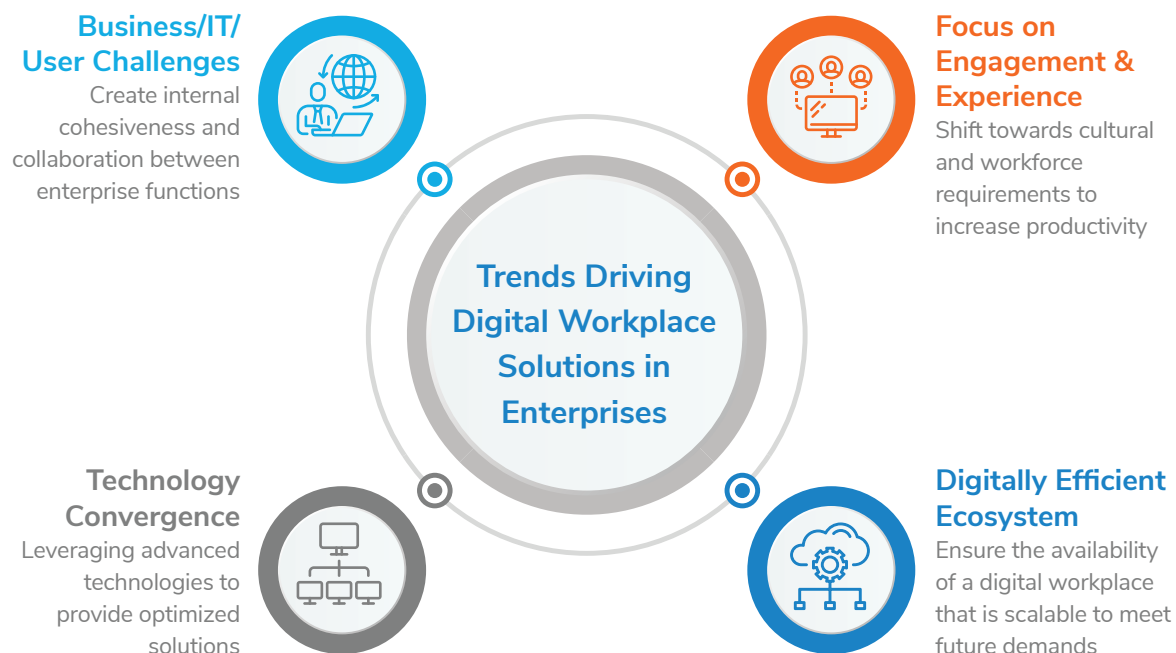 Business/IT/
User Challenges
Create internal
cohesiveness and
collaboration between
enterprise functions
Focus on
Engagement &
Experience
Shift towards cultural
and workforce
requirements to
increase productivity
Trends Driving
Digital Workplace
Solutions in
Enterprises
Technology
Convergence
Leveraging advanced
technologies to
provide optimized
solutions
Digitally Efficient
Ecosystem
Ensure the availability
of a digital workplace
that is scalable to meet
future demands